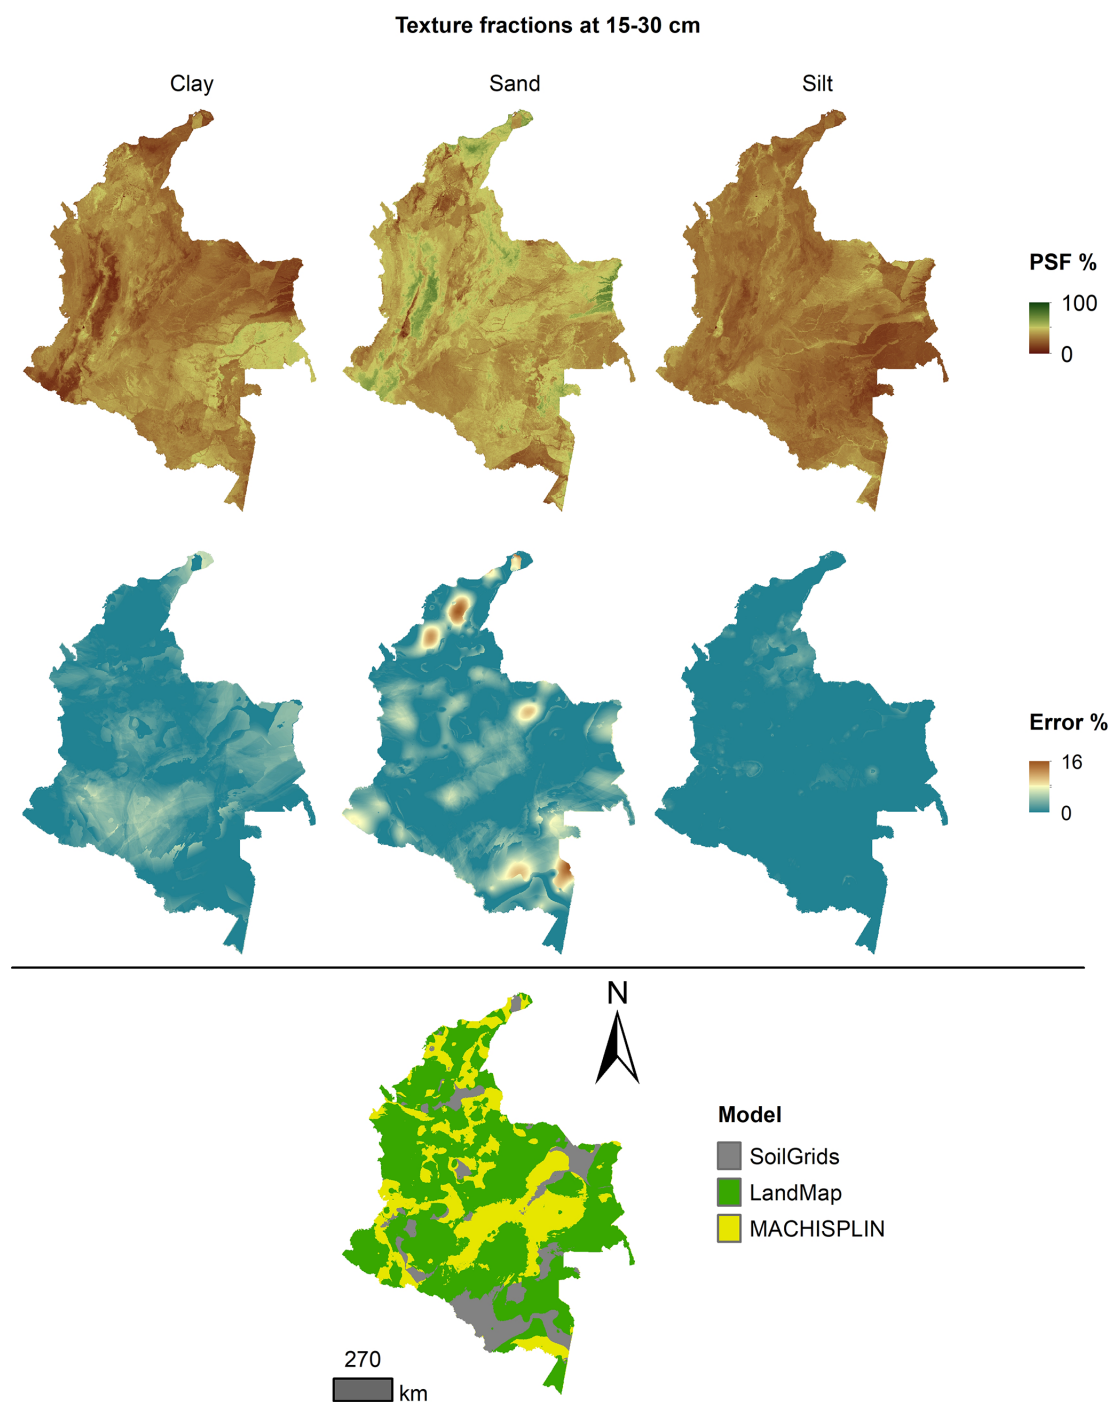 Texture fractions at 15-30 cm
Clay
Sand
Silt
PSF %
100
0
Error %
16
0
N
Model
SoilGrids
LandMap
MACHISPLIN
270
km